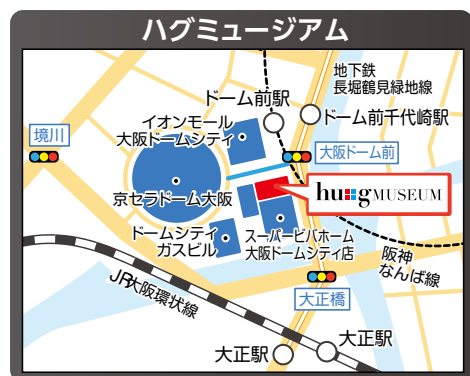 ハグミュージアム
地下鉄
長堀鶴見緑地線
ドーム前駅
ドーム前千代崎駅
イオンモール
大阪ドームシティ
境川
大阪ドーム前
京セラドーム大阪
hu+g MUSEUM
ドームシティ
ガスビル
スーパービバホーム
大阪ドームシティ店
阪神
なんば線
JR大阪環状線
大正橋
大正駅
大正駅